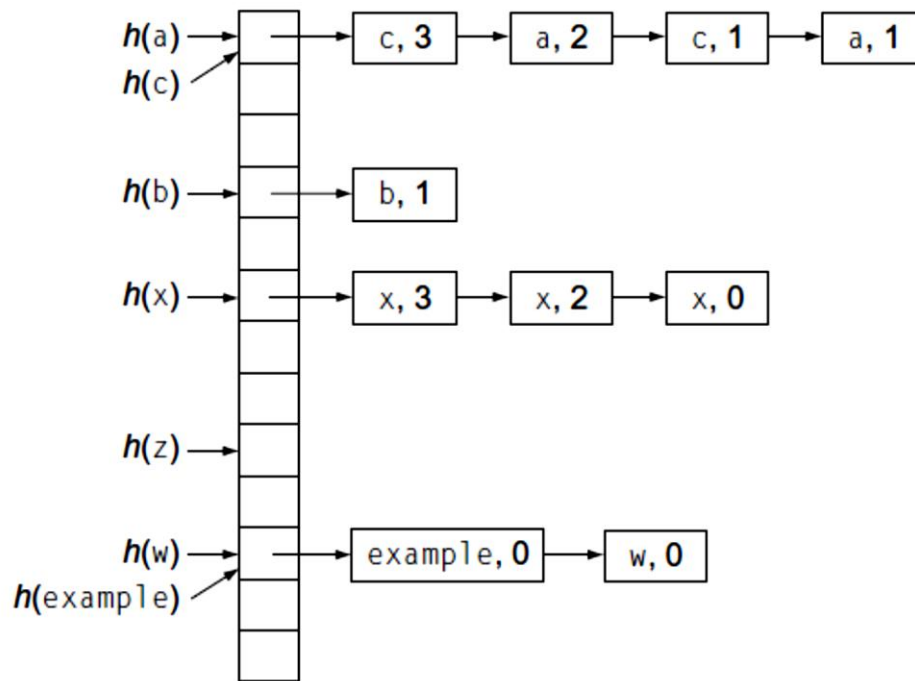 h(a) c, 3 a, 2 c, 1 a, 1
h(c)
h(b) b, 1
h(x) x, 3 x, 2 x, 0
h(z)
h(w) example, 0 w, 0
h(example)